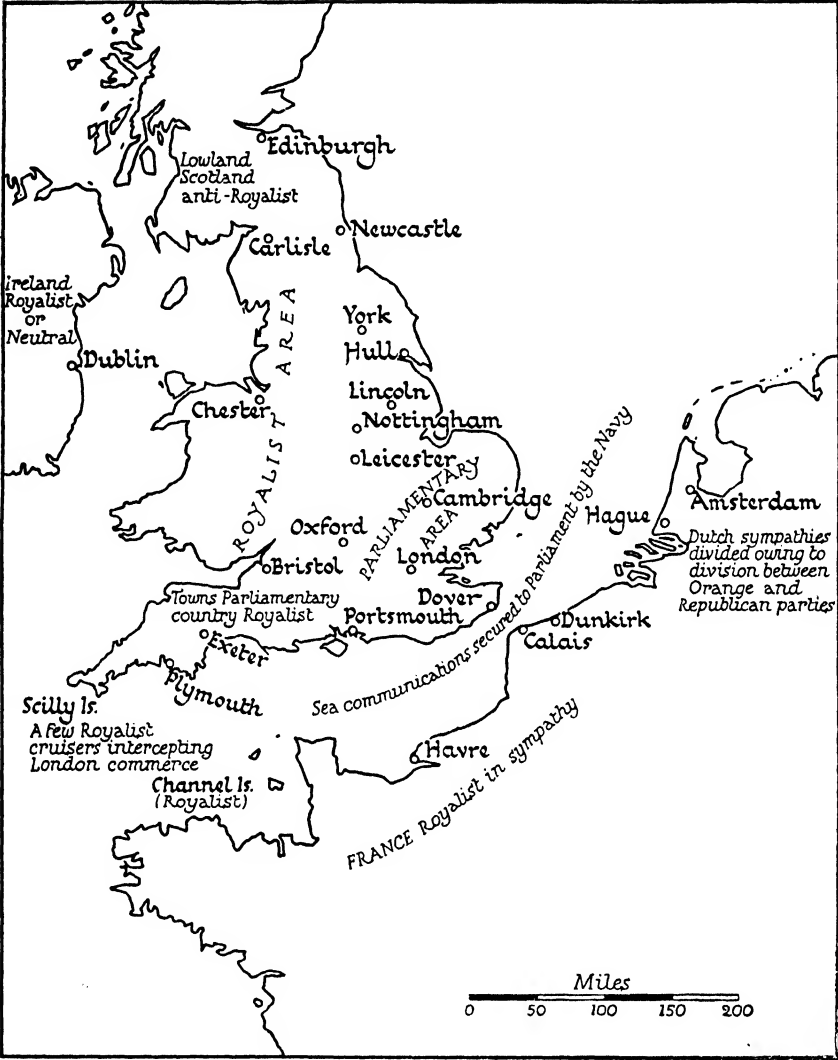 Edinburgh
Lowland
Scotland
anti-Royalist
Newcastle
Carlisle
Ireland
Royalist
or
Neutral
Dublin
ROYALIST AREA
York
Hull
Lincoln
Chester
Nottingham
Leicester
PARLIAMENTARY
AREA
Cambridge
Oxford
London
Bristol
Dover
Towns Parliamentary
country Royalist
Portsmouth
Exeter
Plymouth
Sea communications secured to Parliament by the Navy
Hague
Amsterdam
Dutch sympathies
divided owing to
division between
Orange and
Republican parties
Dunkirk
Calais
Scilly Is.
A few Royalist
cruisers intercepting
London commerce
Channel Is.
(Royalist)
Havre
FRANCE Royalist in sympathy
Miles
0 50 100 150 200